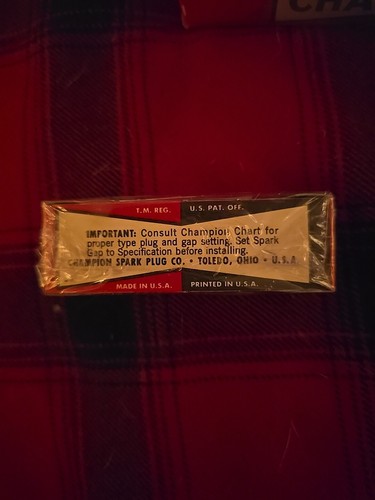 CHA
T.M. REG. U.S. PAT. OFF.
IMPORTANT: Consult Champion Chart for
proper type plug and gap setting. Set Spark
Gap to Specification before installing.
CHAMPION SPARK PLUG CO. • TOLEDO, OHIO • U.S.A.
MADE IN U.S.A. PRINTED IN U.S.A.